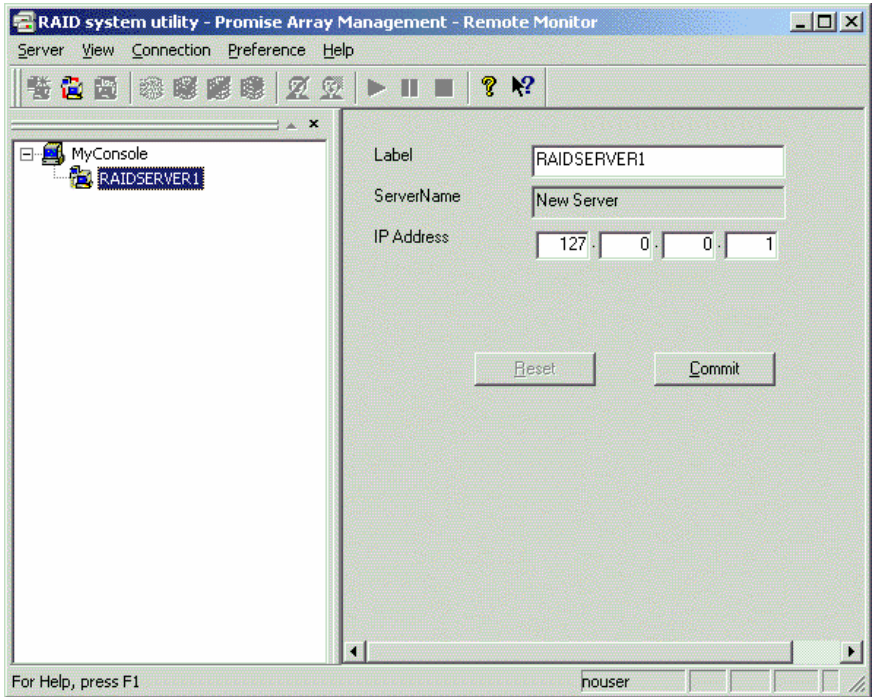 RAID system utility - Promise Array Management - Remote Monitor
Server View Connection Preference Help
MyConsole
RAIDSERVER1
Label RAIDSERVER1
ServerName New Server
IP Address 127 . 0 . 0 . 1
Reset Commit
For Help, press F1 nouser